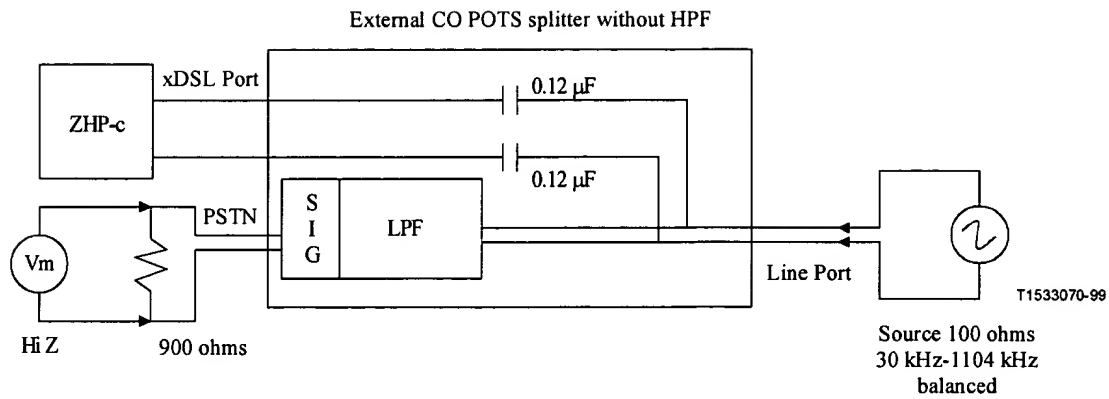 External CO POTS splitter without HPF
xDSL Port
0.12 µF
ZHP-c
0.12 µF
PSTN
S
I
G
LPF
Vm
Line Port
T1533070-99
Hi Z
900 ohms
Source 100 ohms
30 kHz-1104 kHz
balanced